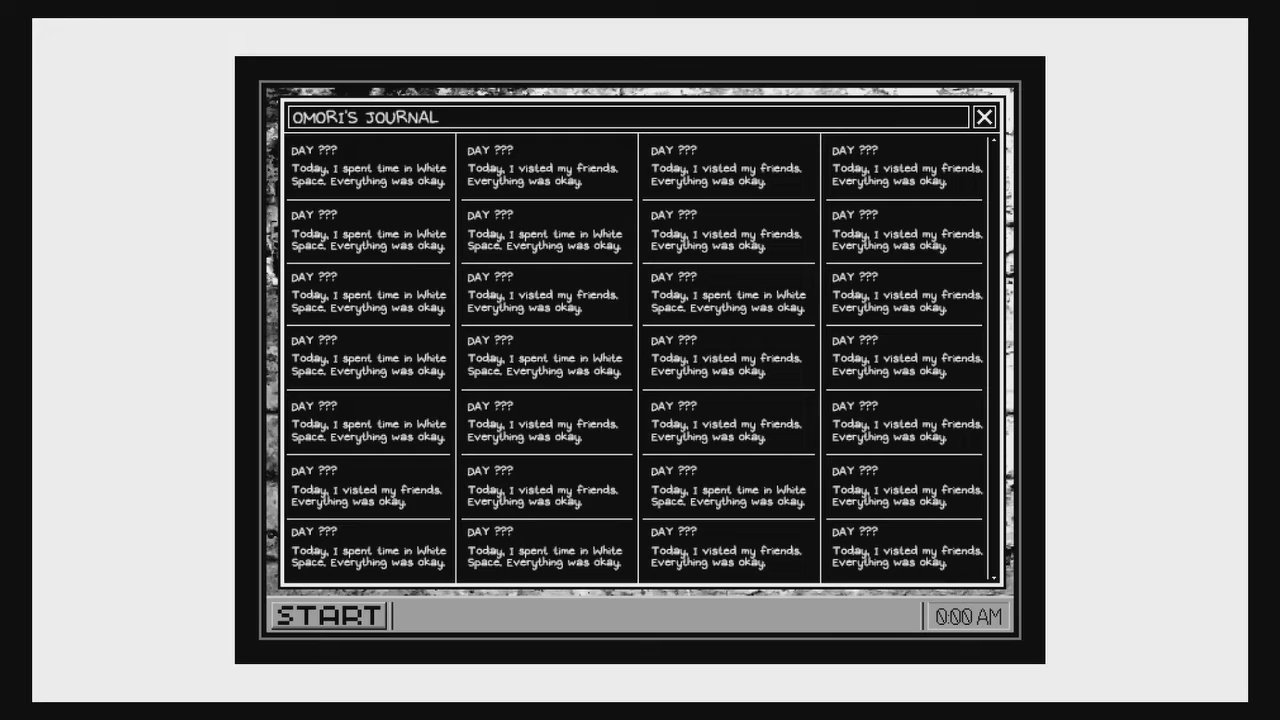 OMORI'S JOURNAL
DAY ???
Today, I spent time in White
Space. Everything was okay.
DAY ???
Today, I spent time in White
Space. Everything was okay.
DAY ???
Today, I spent time in White
Space. Everything was okay.
DAY ???
Today, I spent time in White
Space. Everything was okay.
DAY ???
Today, I spent time in White
Space. Everything was okay.
DAY ???
Today, I visted my friends.
Everything was okay.
DAY ???
Today, I spent time in White
Space. Everything was okay.
DAY ???
Today, I visted my friends.
Everything was okay.
DAY ???
Today, I spent time in White
Space. Everything was okay.
DAY ???
Today, I visted my friends.
Everything was okay.
DAY ???
Today, I spent time in White
Space. Everything was okay.
DAY ???
Today, I visted my friends.
Everything was okay.
DAY ???
Today, I visted my friends.
Everything was okay.
DAY ???
Today, I spent time in White
Space. Everything was okay.
DAY ???
Today, I visted my friends.
Everything was okay.
DAY ???
Today, I visted my friends.
Everything was okay.
DAY ???
Today, I spent time in White
Space. Everything was okay.
DAY ???
Today, I visted my friends.
Everything was okay.
DAY ???
Today, I visted my friends.
Everything was okay.
DAY ???
Today, I spent time in White
Space. Everything was okay.
DAY ???
Today, I visted my friends.
Everything was okay.
DAY ???
Today, I visted my friends.
Everything was okay.
DAY ???
Today, I visted my friends.
Everything was okay.
DAY ???
Today, I visted my friends.
Everything was okay.
DAY ???
Today, I visted my friends.
Everything was okay.
DAY ???
Today, I visted my friends.
Everything was okay.
DAY ???
Today, I visted my friends.
Everything was okay.
DAY ???
Today, I visted my friends.
Everything was okay.
START
0:00 AM